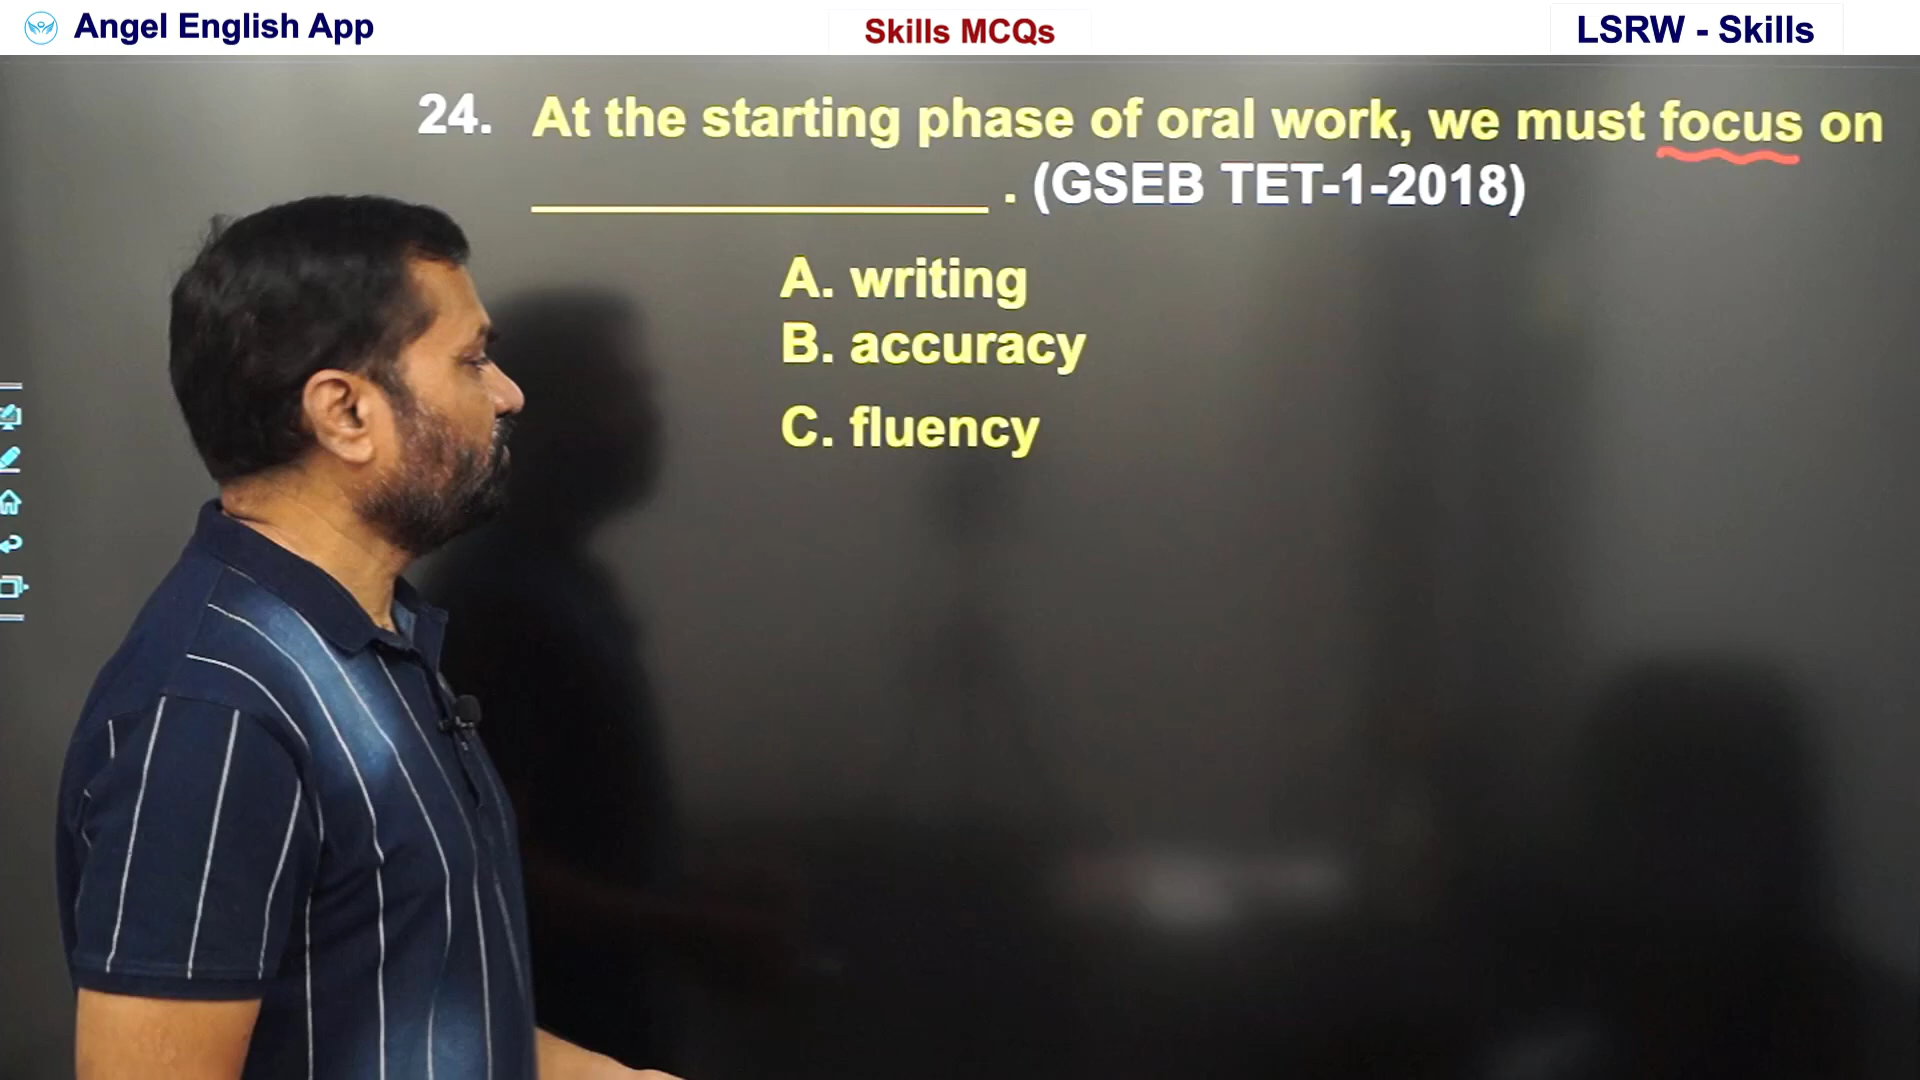 Angel English App
Skills MCQs
LSRW - Skills
24. At the starting phase of oral work, we must focus on
____________ . (GSEB TET-1-2018)
A. writing
B. accuracy
C. fluency